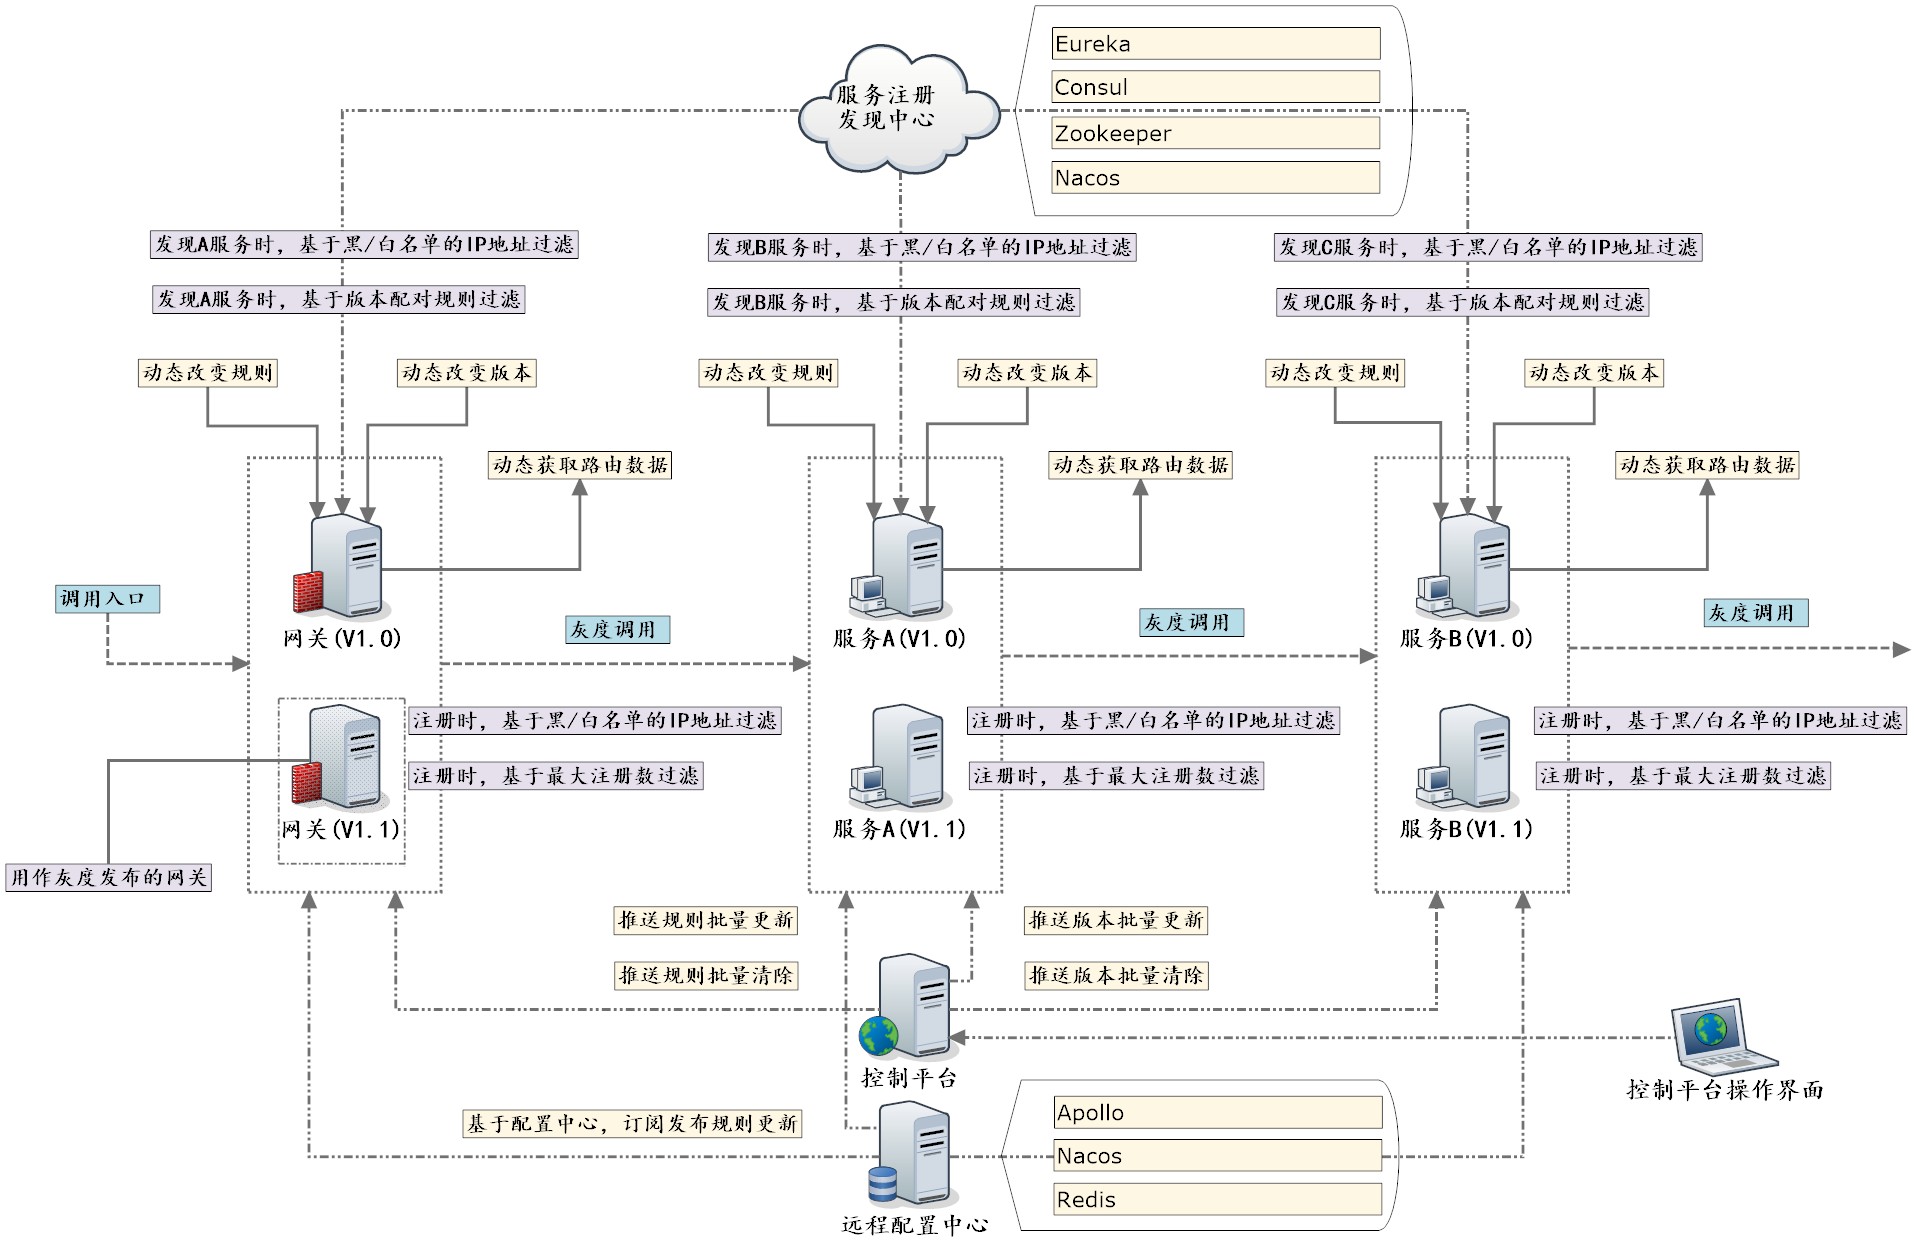 Eureka
Consul
Zookeeper
Nacos
服务注册
发现中心
发现A服务时，基于黑/白名单的IP地址过滤
发现B服务时，基于黑/白名单的IP地址过滤
发现C服务时，基于黑/白名单的IP地址过滤
发现A服务时，基于版本配对规则过滤
发现B服务时，基于版本配对规则过滤
发现C服务时，基于版本配对规则过滤
动态改变规则
动态改变版本
动态改变规则
动态改变版本
动态改变规则
动态改变版本
动态获取路由数据
动态获取路由数据
动态获取路由数据
调用入口
灰度调用
灰度调用
灰度调用
网关(V1.0)
服务A(V1.0)
服务B(V1.0)
注册时，基于黑/白名单的IP地址过滤
注册时，基于黑/白名单的IP地址过滤
注册时，基于黑/白名单的IP地址过滤
注册时，基于最大注册数过滤
注册时，基于最大注册数过滤
注册时，基于最大注册数过滤
网关(V1.1)
服务A(V1.1)
服务B(V1.1)
用作灰度发布的网关
推送规则批量更新
推送版本批量更新
推送规则批量清除
推送版本批量清除
控制平台
控制平台操作界面
基于配置中心，订阅发布规则更新
Apollo
Nacos
Redis
远程配置中心